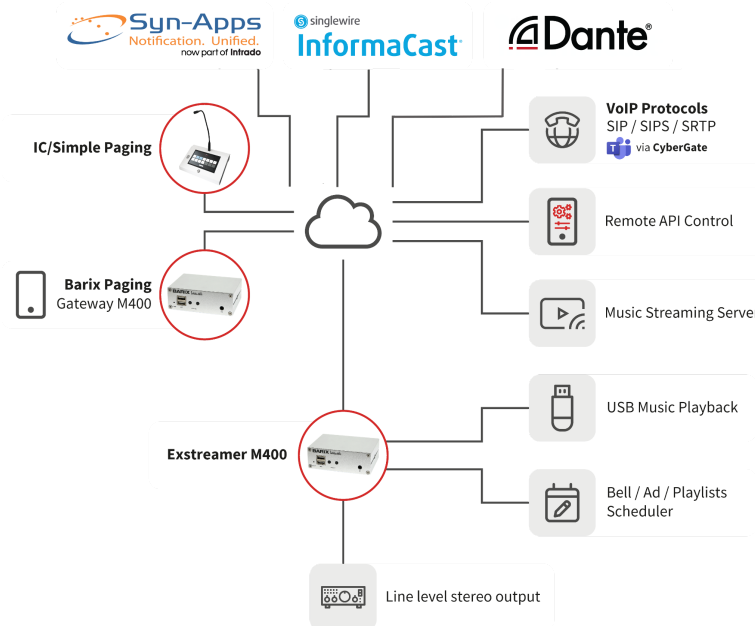 Syn-Apps
Notification. Unified.
now part of Intrado
singlewire
InformaCast
Dante®
IC/Simple Paging
VoIP Protocols
SIP / SIPS / SRTP
via CyberGate
Remote API Control
Barix Paging
Gateway M400
BARIX
Music Streaming Serve
USB Music Playback
Exstreamer M400
BARIX
Bell / Ad / Playlists
Scheduler
Line level stereo output